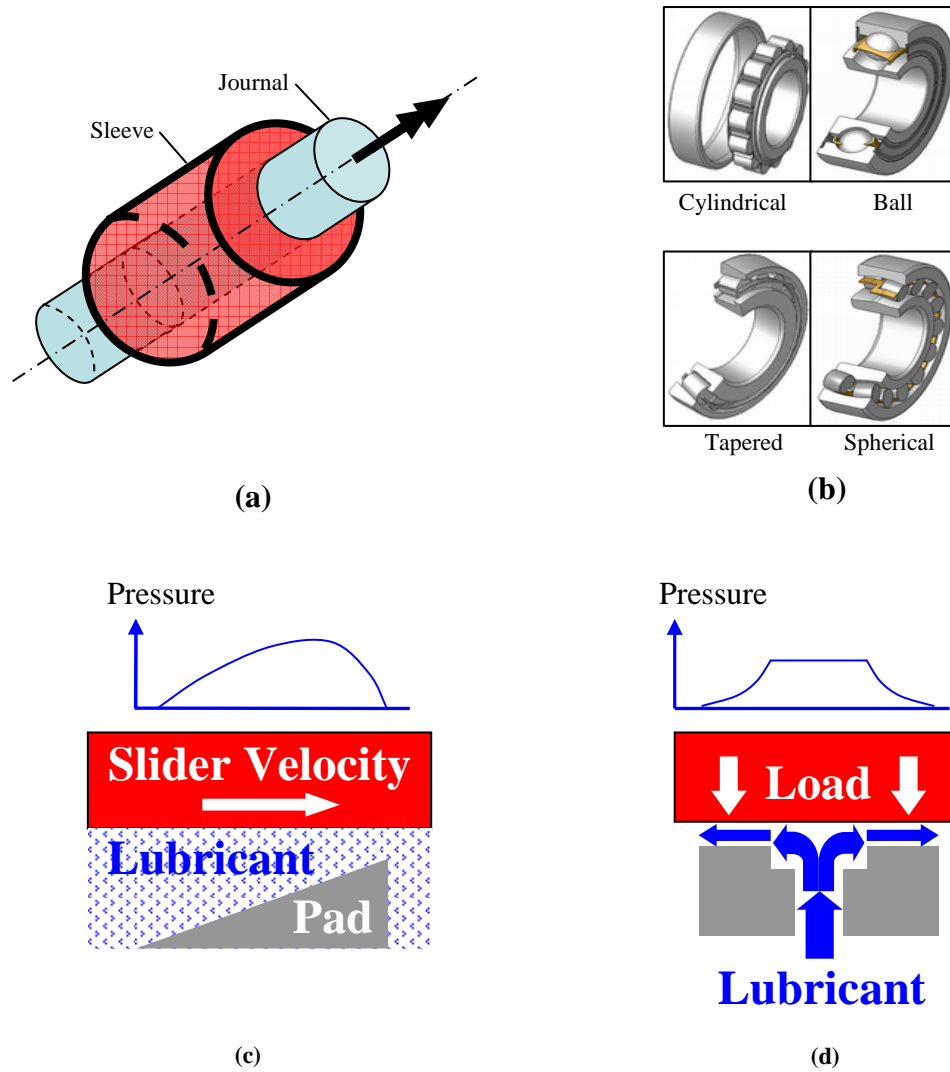 Journal
Sleeve
(a)
Cylindrical
Ball
Tapered
Spherical
(b)
Pressure
Slider Velocity
Lubricant
Pad
(c)
Pressure
Load
Lubricant
(d)